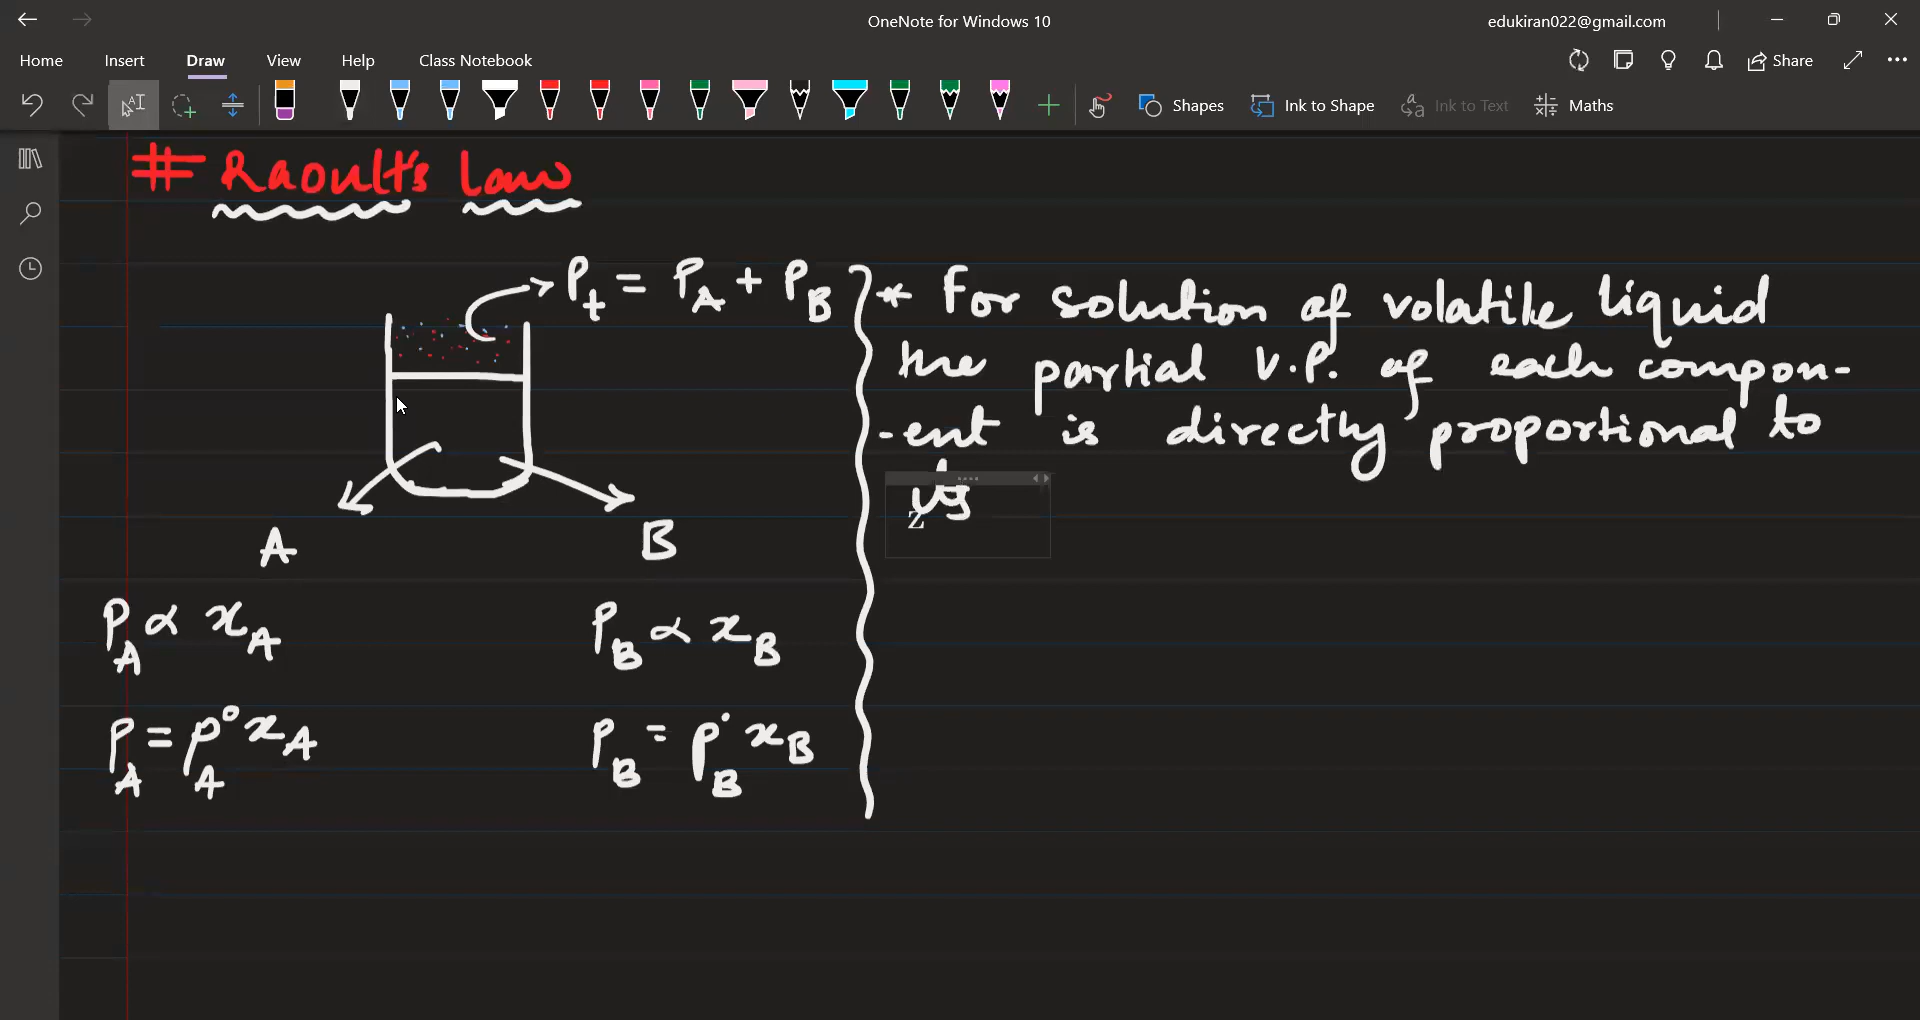 OneNote for Windows 10
edukiran022@gmail.com
Home Insert Draw View Help Class Notebook
Share
Shapes Ink to Shape Ink to Text Maths
# Raoult's Law
Pt = PA + PB
* For solution of volatile liquid
the partial V.P. of each compon-
-ent is directly proportional to
its
z
A B
PA ∝ xA PB ∝ xB
PA = P°A xA PB = P°B xB